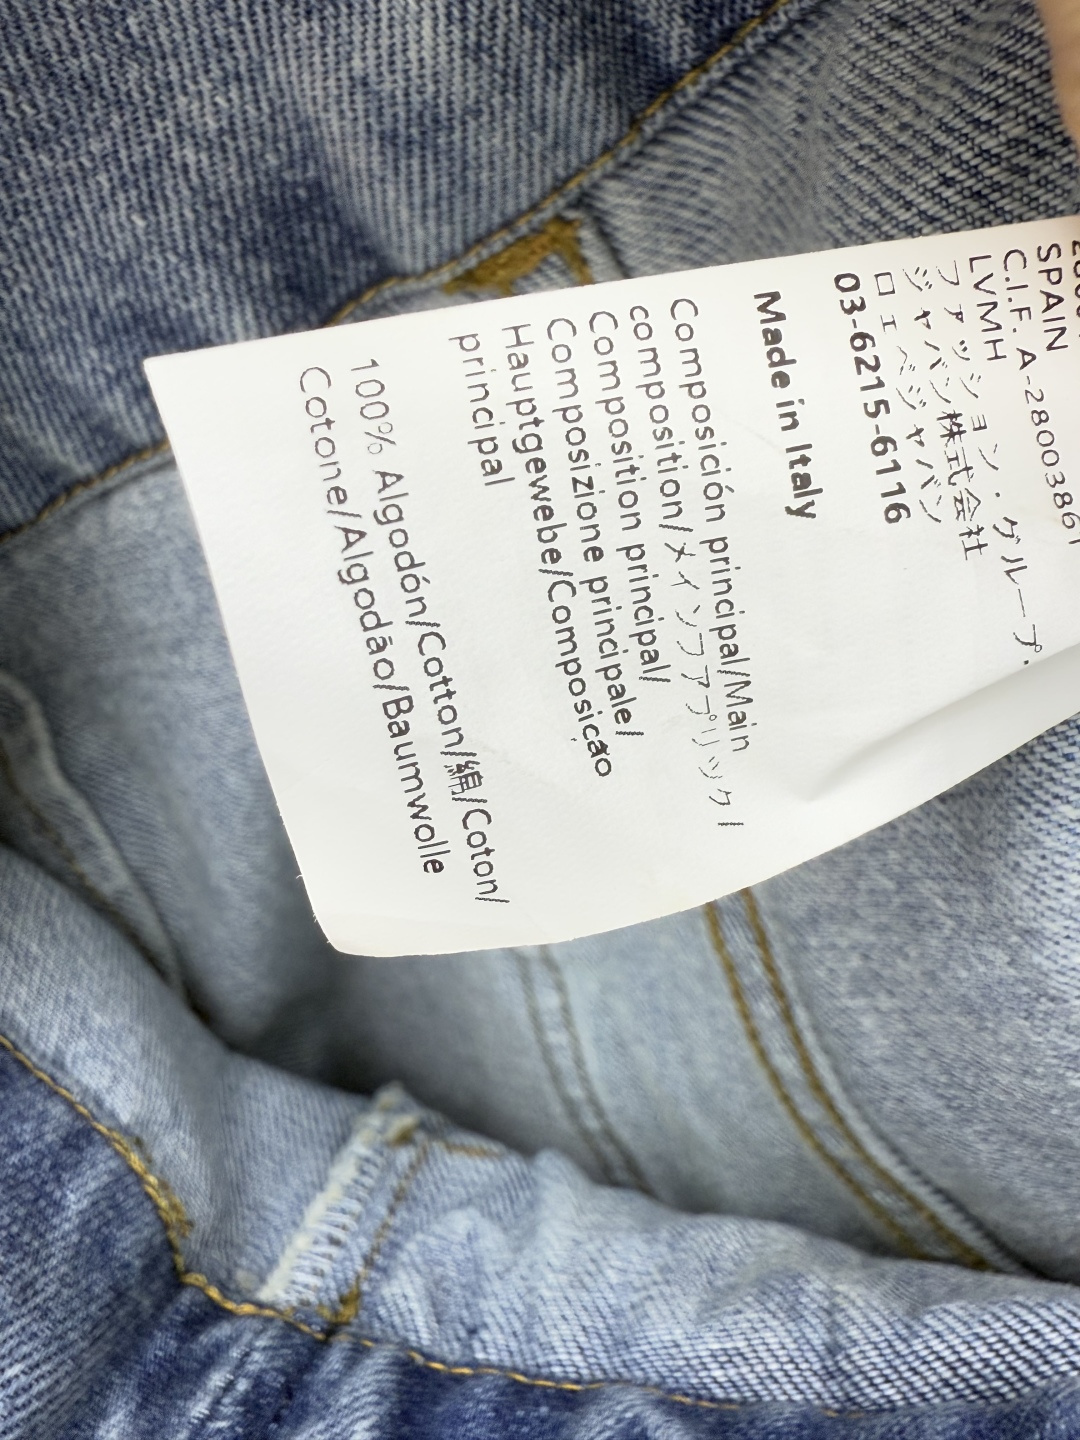 SPAIN
C.I.F. A-28003861
LVMH
ファッション・グループ・
ジャパン株式会社
ロエベジャパン
03-6215-6116
Made in Italy
Composición principal/Main
composition/メインファブリック/
Composition principal/
Composizione principale/
Hauptgewebe/Composição
principal
100% Algodón/Cotton/綿/Coton/
Cotone/Algodão/Baumwolle